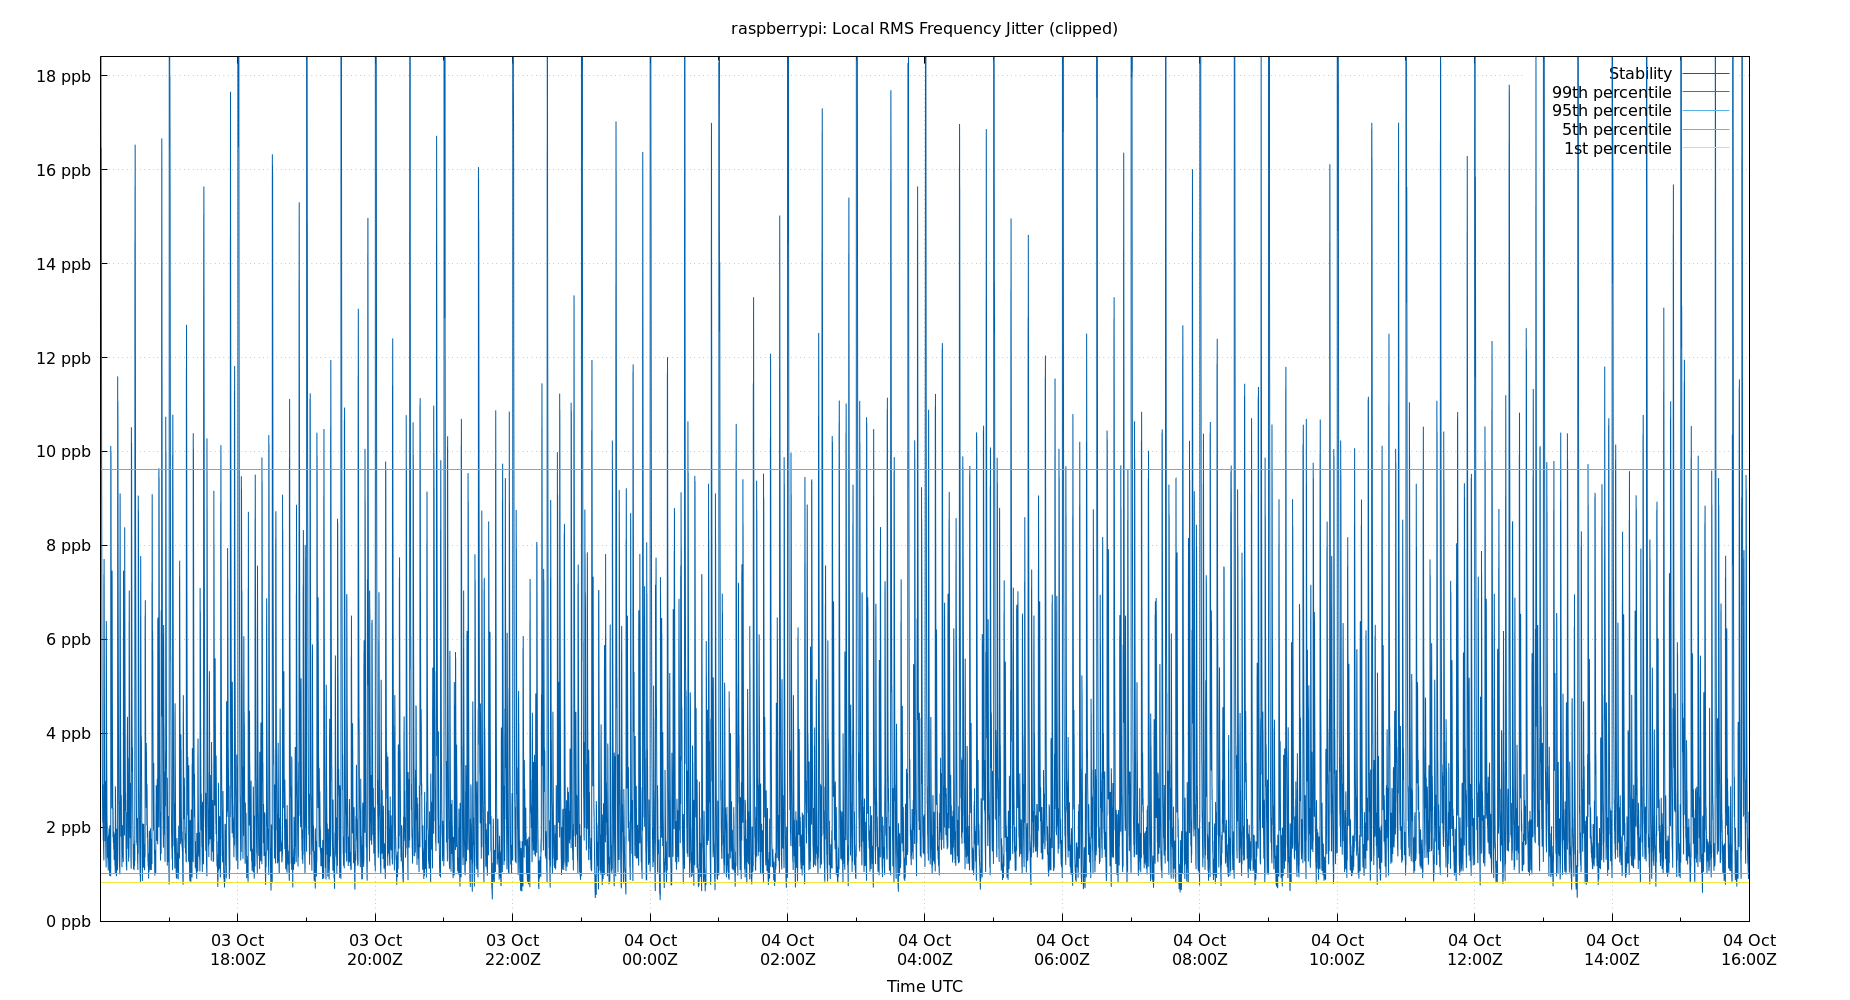 raspberrypi: Local RMS Frequency Jitter (clipped)
18 ppb
16 ppb
14 ppb
12 ppb
10 ppb
8 ppb
6 ppb
4 ppb
2 ppb
0 ppb
Stability
99th percentile
95th percentile
5th percentile
1st percentile
03 Oct 03 Oct 03 Oct 04 Oct 04 Oct 04 Oct 04 Oct 04 Oct 04 Oct 04 Oct 04 Oct 04 Oct
18:00Z 20:00Z 22:00Z 00:00Z 02:00Z 04:00Z 06:00Z 08:00Z 10:00Z 12:00Z 14:00Z 16:00Z
Time UTC